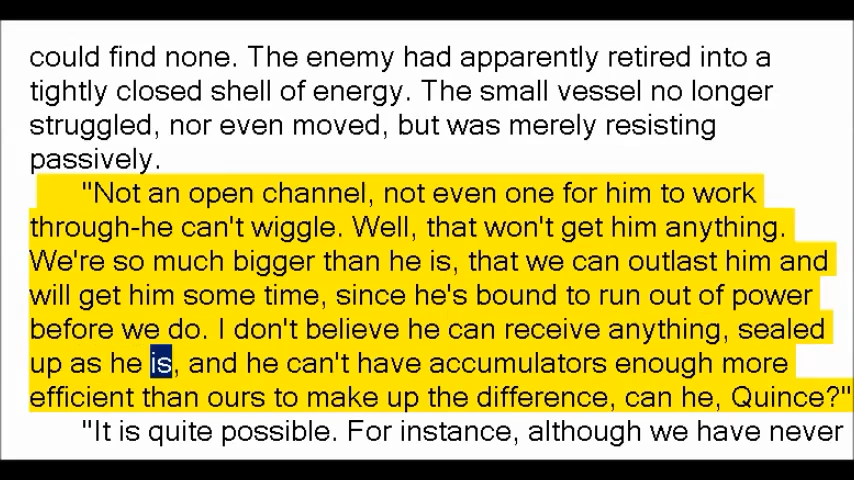 could find none. The enemy had apparently retired into a
tightly closed shell of energy. The small vessel no longer
struggled, nor even moved, but was merely resisting
passively.
"Not an open channel, not even one for him to work
through-he can't wiggle. Well, that won't get him anything.
We're so much bigger than he is, that we can outlast him and
will get him some time, since he's bound to run out of power
before we do. I don't believe he can receive anything, sealed
up as he is, and he can't have accumulators enough more
efficient than ours to make up the difference, can he, Quince?"
"It is quite possible. For instance, although we have never